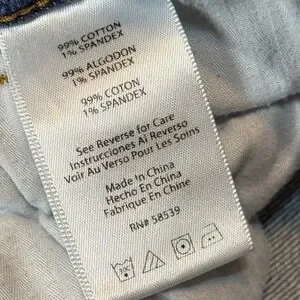 99% COTTON
1% SPANDEX
99% ALGODON
1% SPANDEX
99% COTON
1% SPANDEX
See Reverse for Care
Instrucciones Al Reverso
Voir Au Verso Pour Les Soins
Made In China
Hecho En China
Fabrique En Chine
RN# 58539